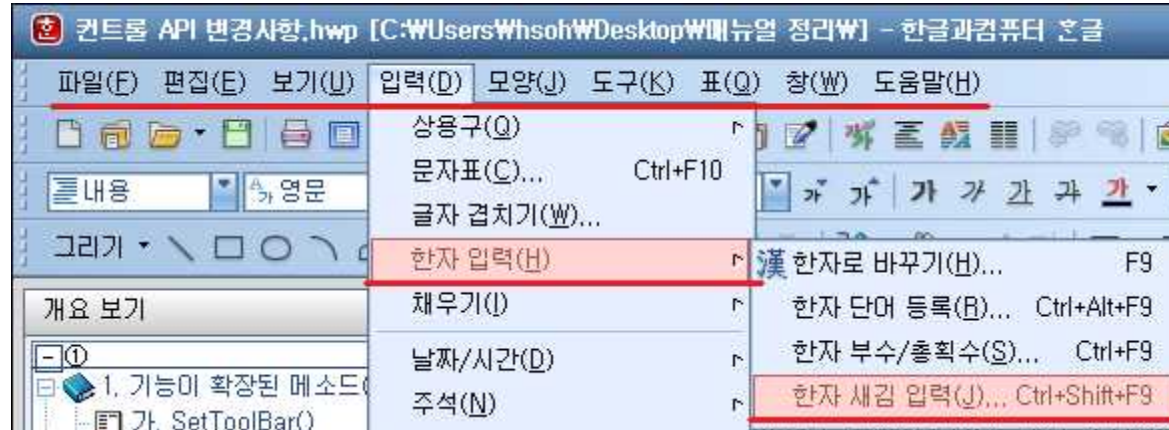 컨트롤 API 변경사항.hwp [C:₩Users₩hsoh₩Desktop₩매뉴얼 정리₩] - 한글과컴퓨터 ᄒᆞᆫ글
파일(F) 편집(E) 보기(U) 입력(D) 모양(J) 도구(K) 표(Q) 창(W) 도움말(H)
상용구(Q)
문자표(C)... Ctrl+F10
내용 영문 가 가 가 가 가 가 가
글자 겹치기(W)...
그리기
한자 입력(H)
漢 한자로 바꾸기(H)... F9
개요 보기
채우기(I)
한자 단어 등록(R)... Ctrl+Alt+F9
①
날짜/시간(D)
한자 부수/총획수(S)... Ctrl+F9
1. 기능이 확장된 메소드(
한자 새김 입력(J)... Ctrl+Shift+F9
주석(N)
가. SetToolBar()